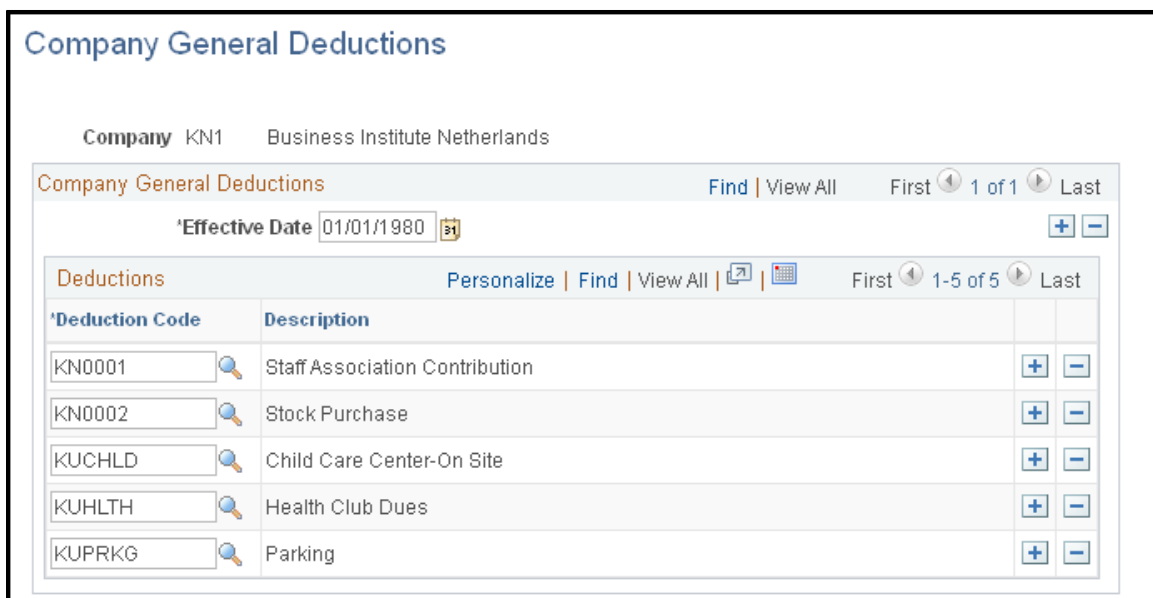 Company General Deductions
Company KN1 Business Institute Netherlands
Company General Deductions Find | View All First 1 of 1 Last
*Effective Date 01/01/1980 31
Deductions Personalize | Find | View All | | First 1-5 of 5 Last
*Deduction Code Description
KN0001 Staff Association Contribution
KN0002 Stock Purchase
KUCHLD Child Care Center-On Site
KUHLTH Health Club Dues
KUPRKG Parking